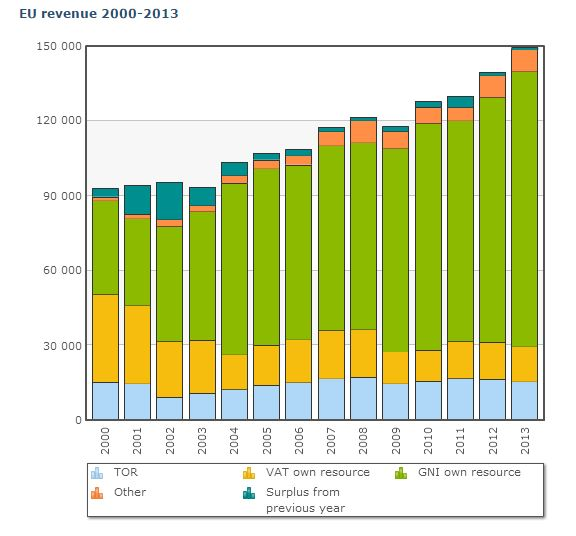 EU revenue 2000-2013
150 000
120 000
90 000
60 000
30 000
0
2000
2001
2002
2003
2004
2005
2006
2007
2008
2009
2010
2011
2012
2013
TOR
VAT own resource
GNI own resource
Other
Surplus from
previous year